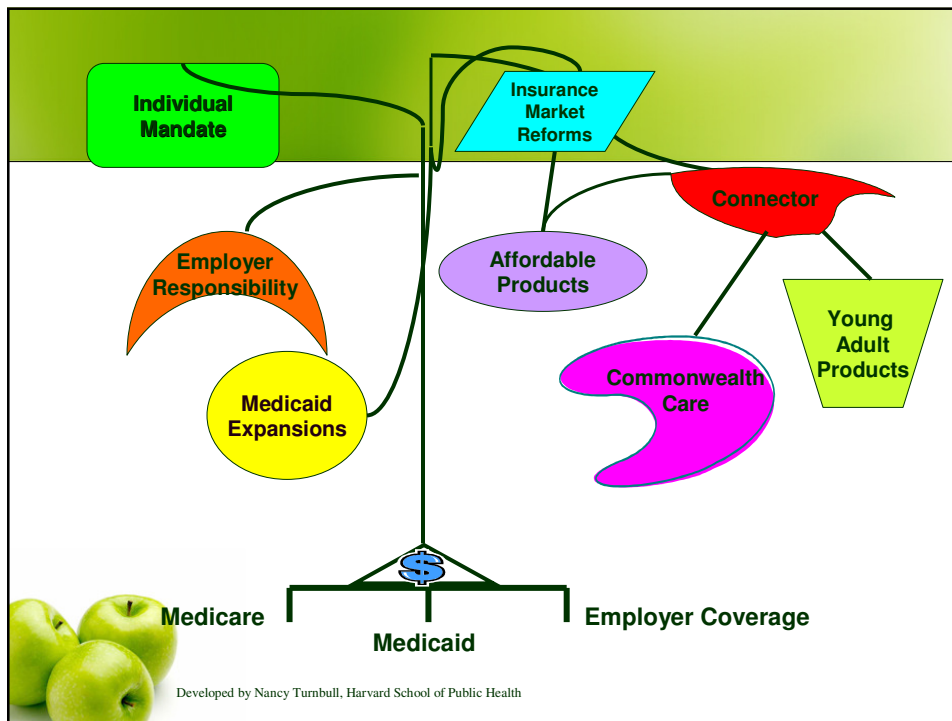 Individual
Mandate
Insurance
Market
Reforms
Connector
Employer
Responsibility
Affordable
Products
Young
Adult
Products
Medicaid
Expansions
Commonwealth
Care
$
Medicare
Medicaid
Employer Coverage
Developed by Nancy Turnbull, Harvard School of Public Health